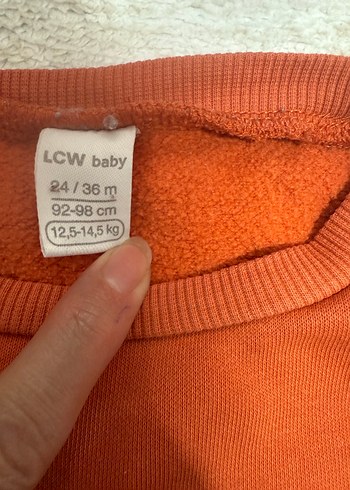 LCW baby
24 / 36 m
92-98 cm
12,5-14,5 kg